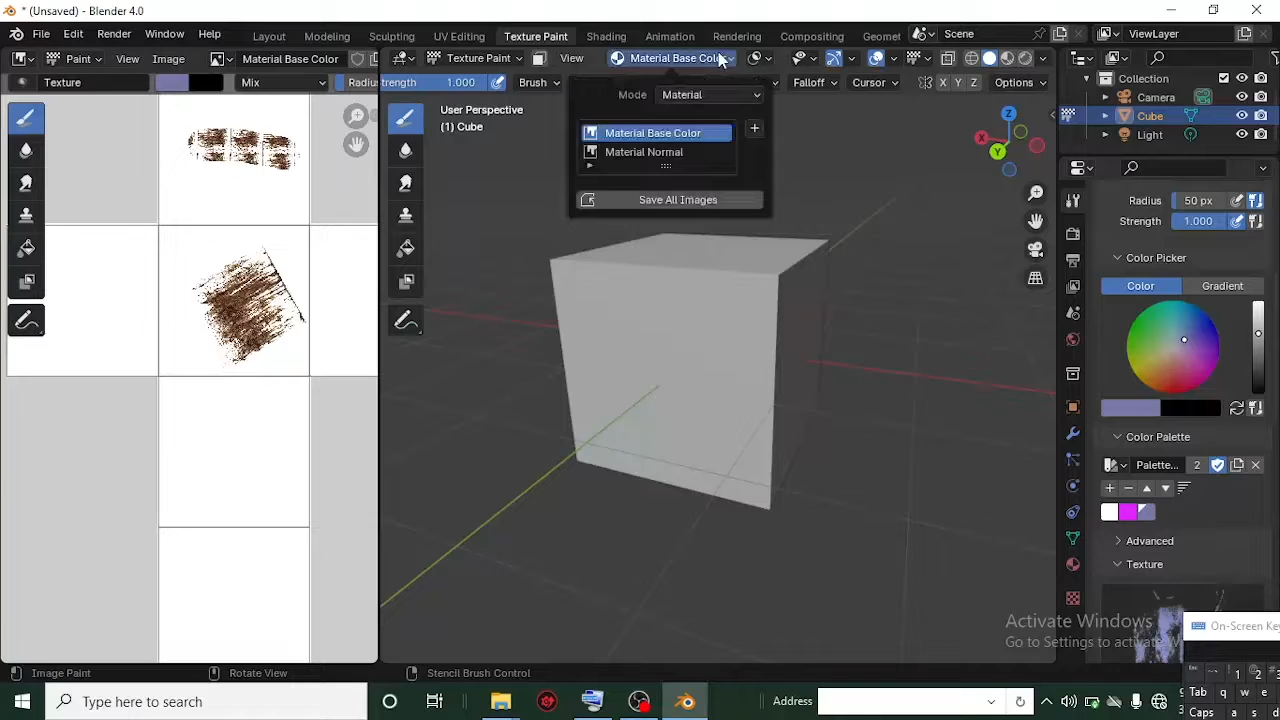 * (Unsaved) - Blender 4.0
File Edit Render Window Help Layout Modeling Sculpting UV Editing Texture Paint Shading Animation Rendering Compositing Geomet Scene ViewLayer
Paint View Image Material Base Color Texture Paint View Material Base Colo
Texture Mix Radiu trength 1.000 Brush Falloff Cursor X Y Z Options
Mode Material
Material Base Color
Material Normal
Save All Images
User Perspective
(1) Cube
Z
X
Y
Collection
Camera
Cube
Light
Radius 50 px
Strength 1.000
Color Picker
Color Gradient
Color Palette
Palette... 2
Advanced
Texture
Activate Windows
Go to Settings to activate W
On-Screen Key
Tab q w e
Caps a s d
Image Paint Rotate View Stencil Brush Control
Type here to search
Address